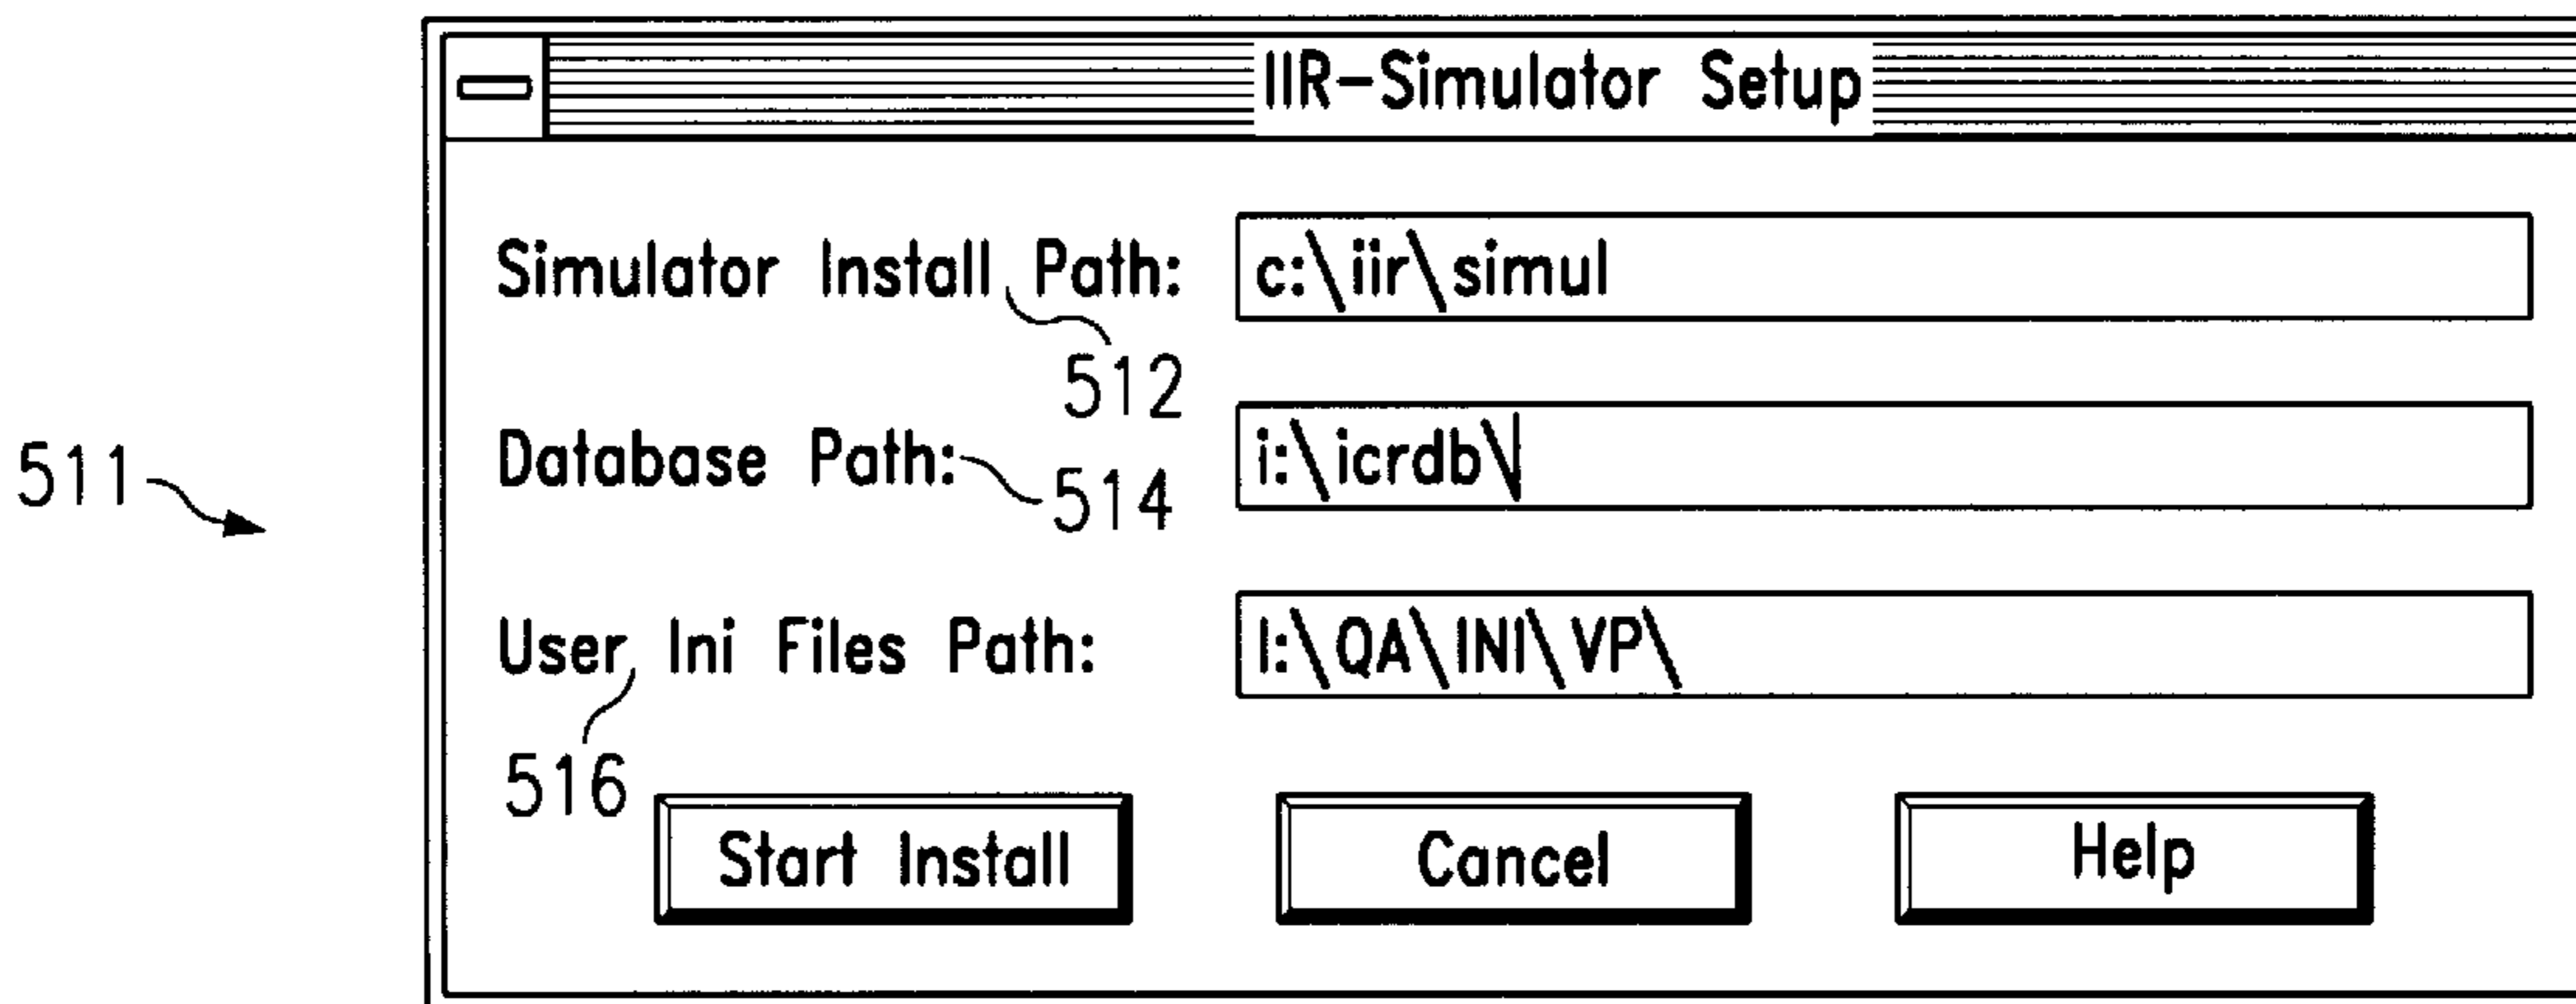 IIR-Simulator Setup
Simulator Install Path: c:\iir\simul
512
Database Path: i:\icrdb\
514
511
User Ini Files Path: I:\QA\INI\VP\
516
Start Install Cancel Help